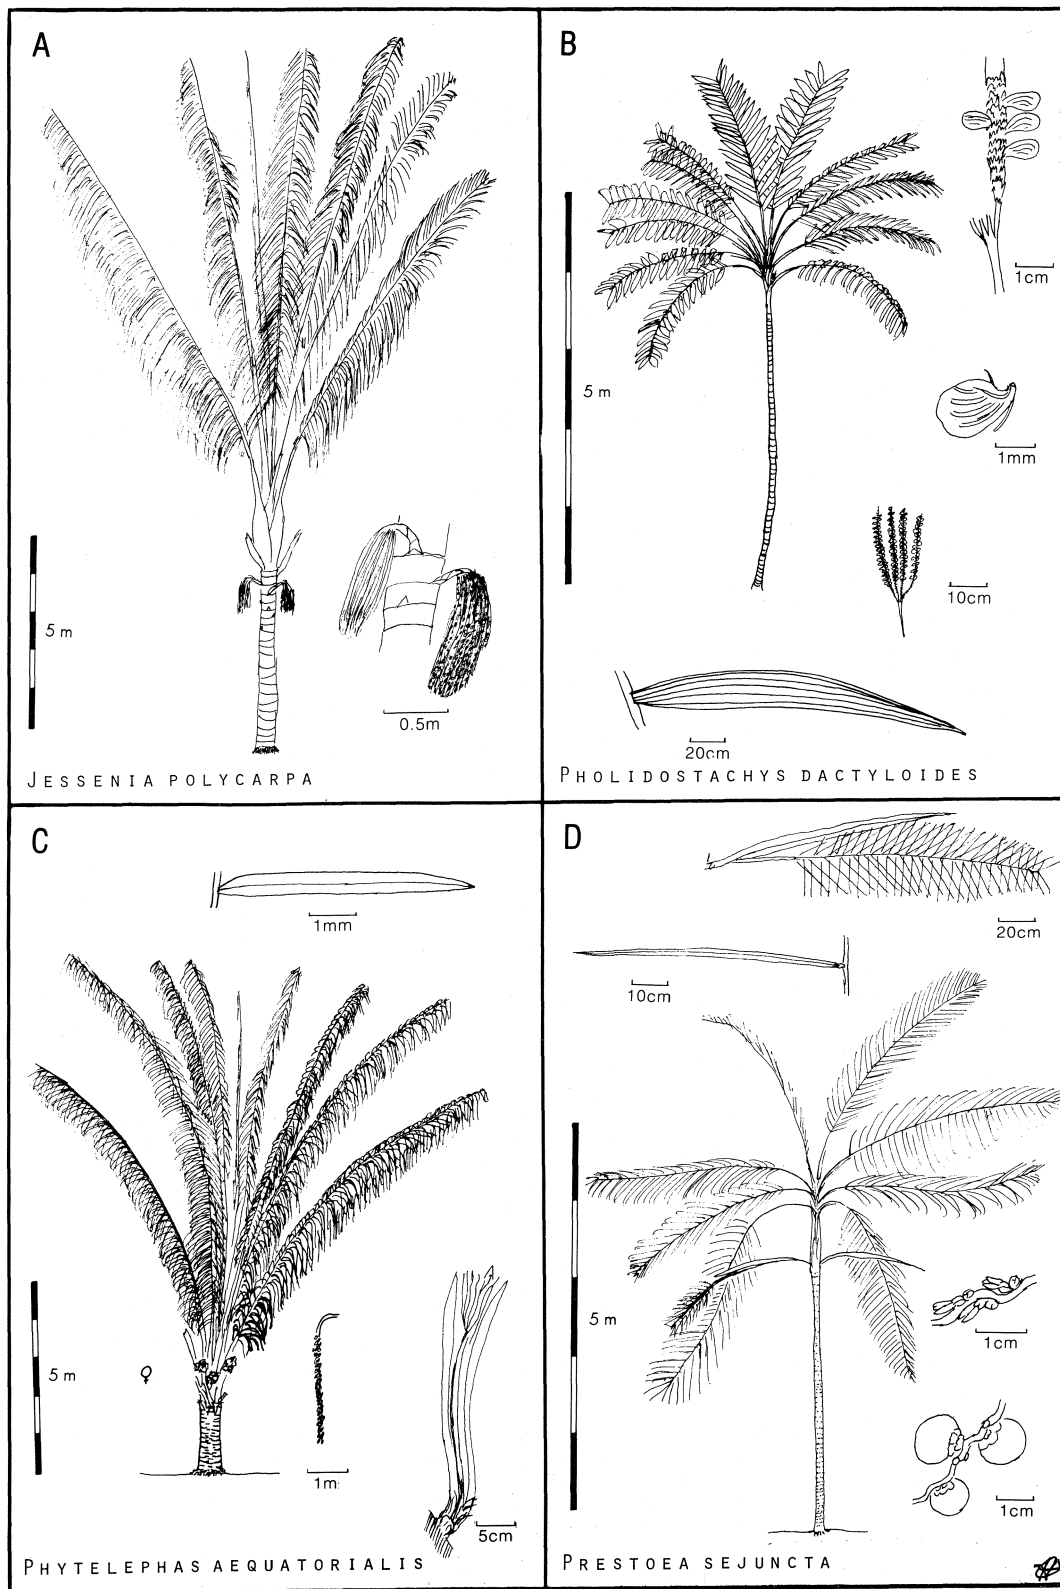 A
5 m
0.5m
JESSENIA POLYCARPA
B
1cm
5 m
1mm
10cm
20cm
PHOLIDOSTACHYS DACTYLOIDES
C
1mm
5 m
♀
1m
5cm
PHYTELEPHAS AEQUATORIALIS
D
20cm
10cm
5 m
1cm
1cm
PRESTOEA SEJUNCTA